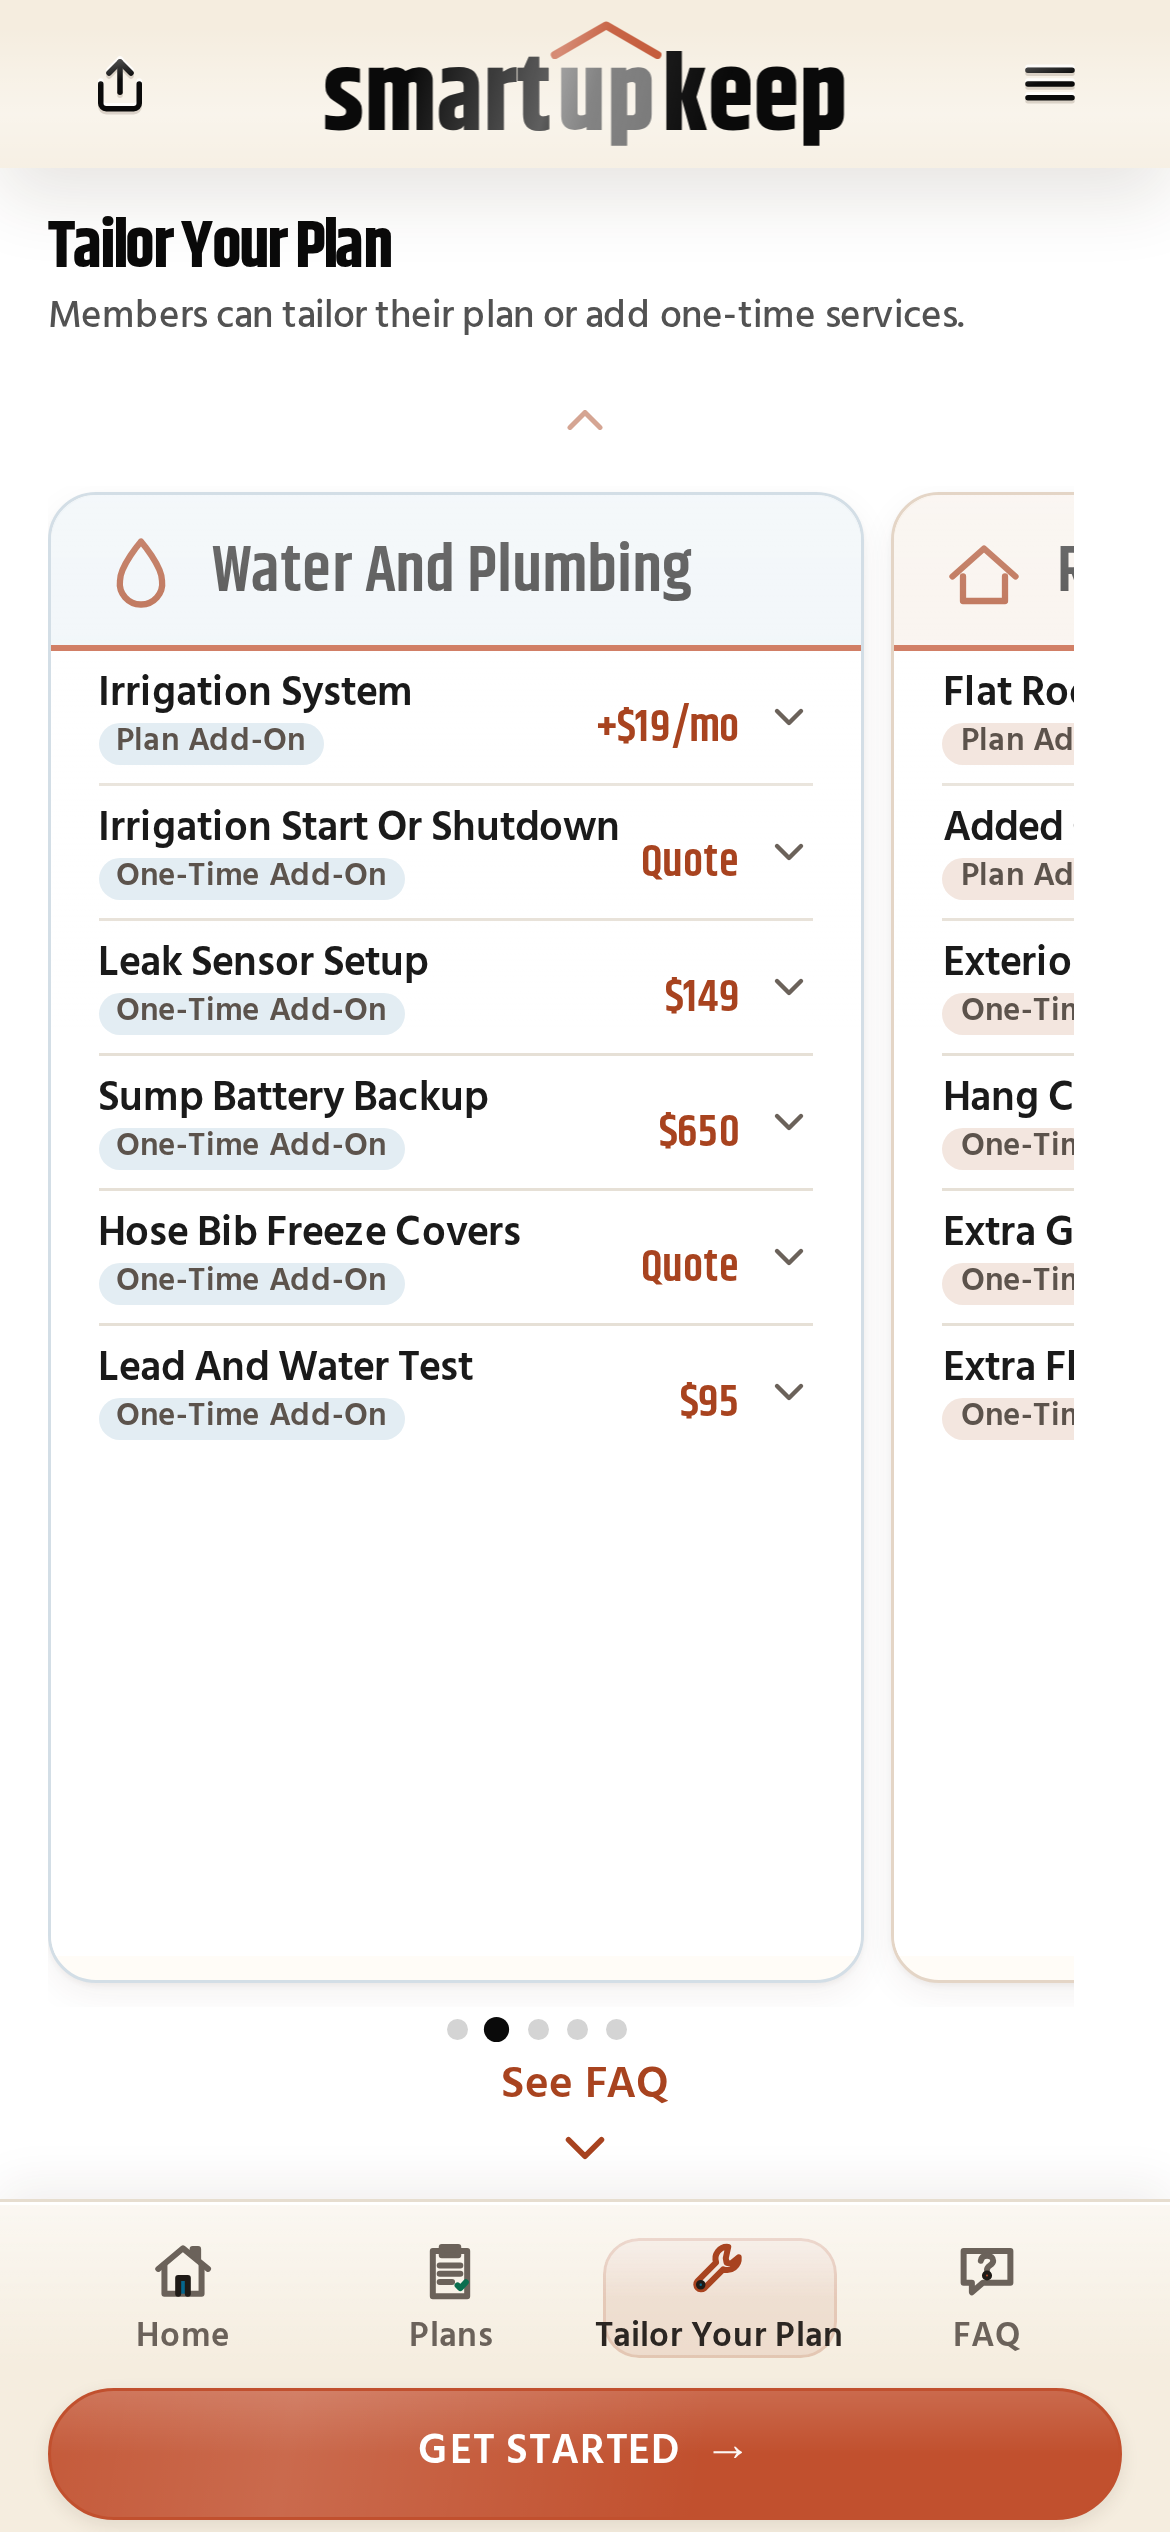 smartupkeep
Tailor Your Plan
Members can tailor their plan or add one-time services.
Water And Plumbing
Irrigation System
Plan Add-On
+$19/mo
Irrigation Start Or Shutdown
One-Time Add-On
Quote
Leak Sensor Setup
One-Time Add-On
$149
Sump Battery Backup
One-Time Add-On
$650
Hose Bib Freeze Covers
One-Time Add-On
Quote
Lead And Water Test
One-Time Add-On
$95
Flat
Plan
Added
Plan
Hang
Extra
Extra
See FAQ
Home
Plans
Tailor Your Plan
FAQ
GET STARTED →